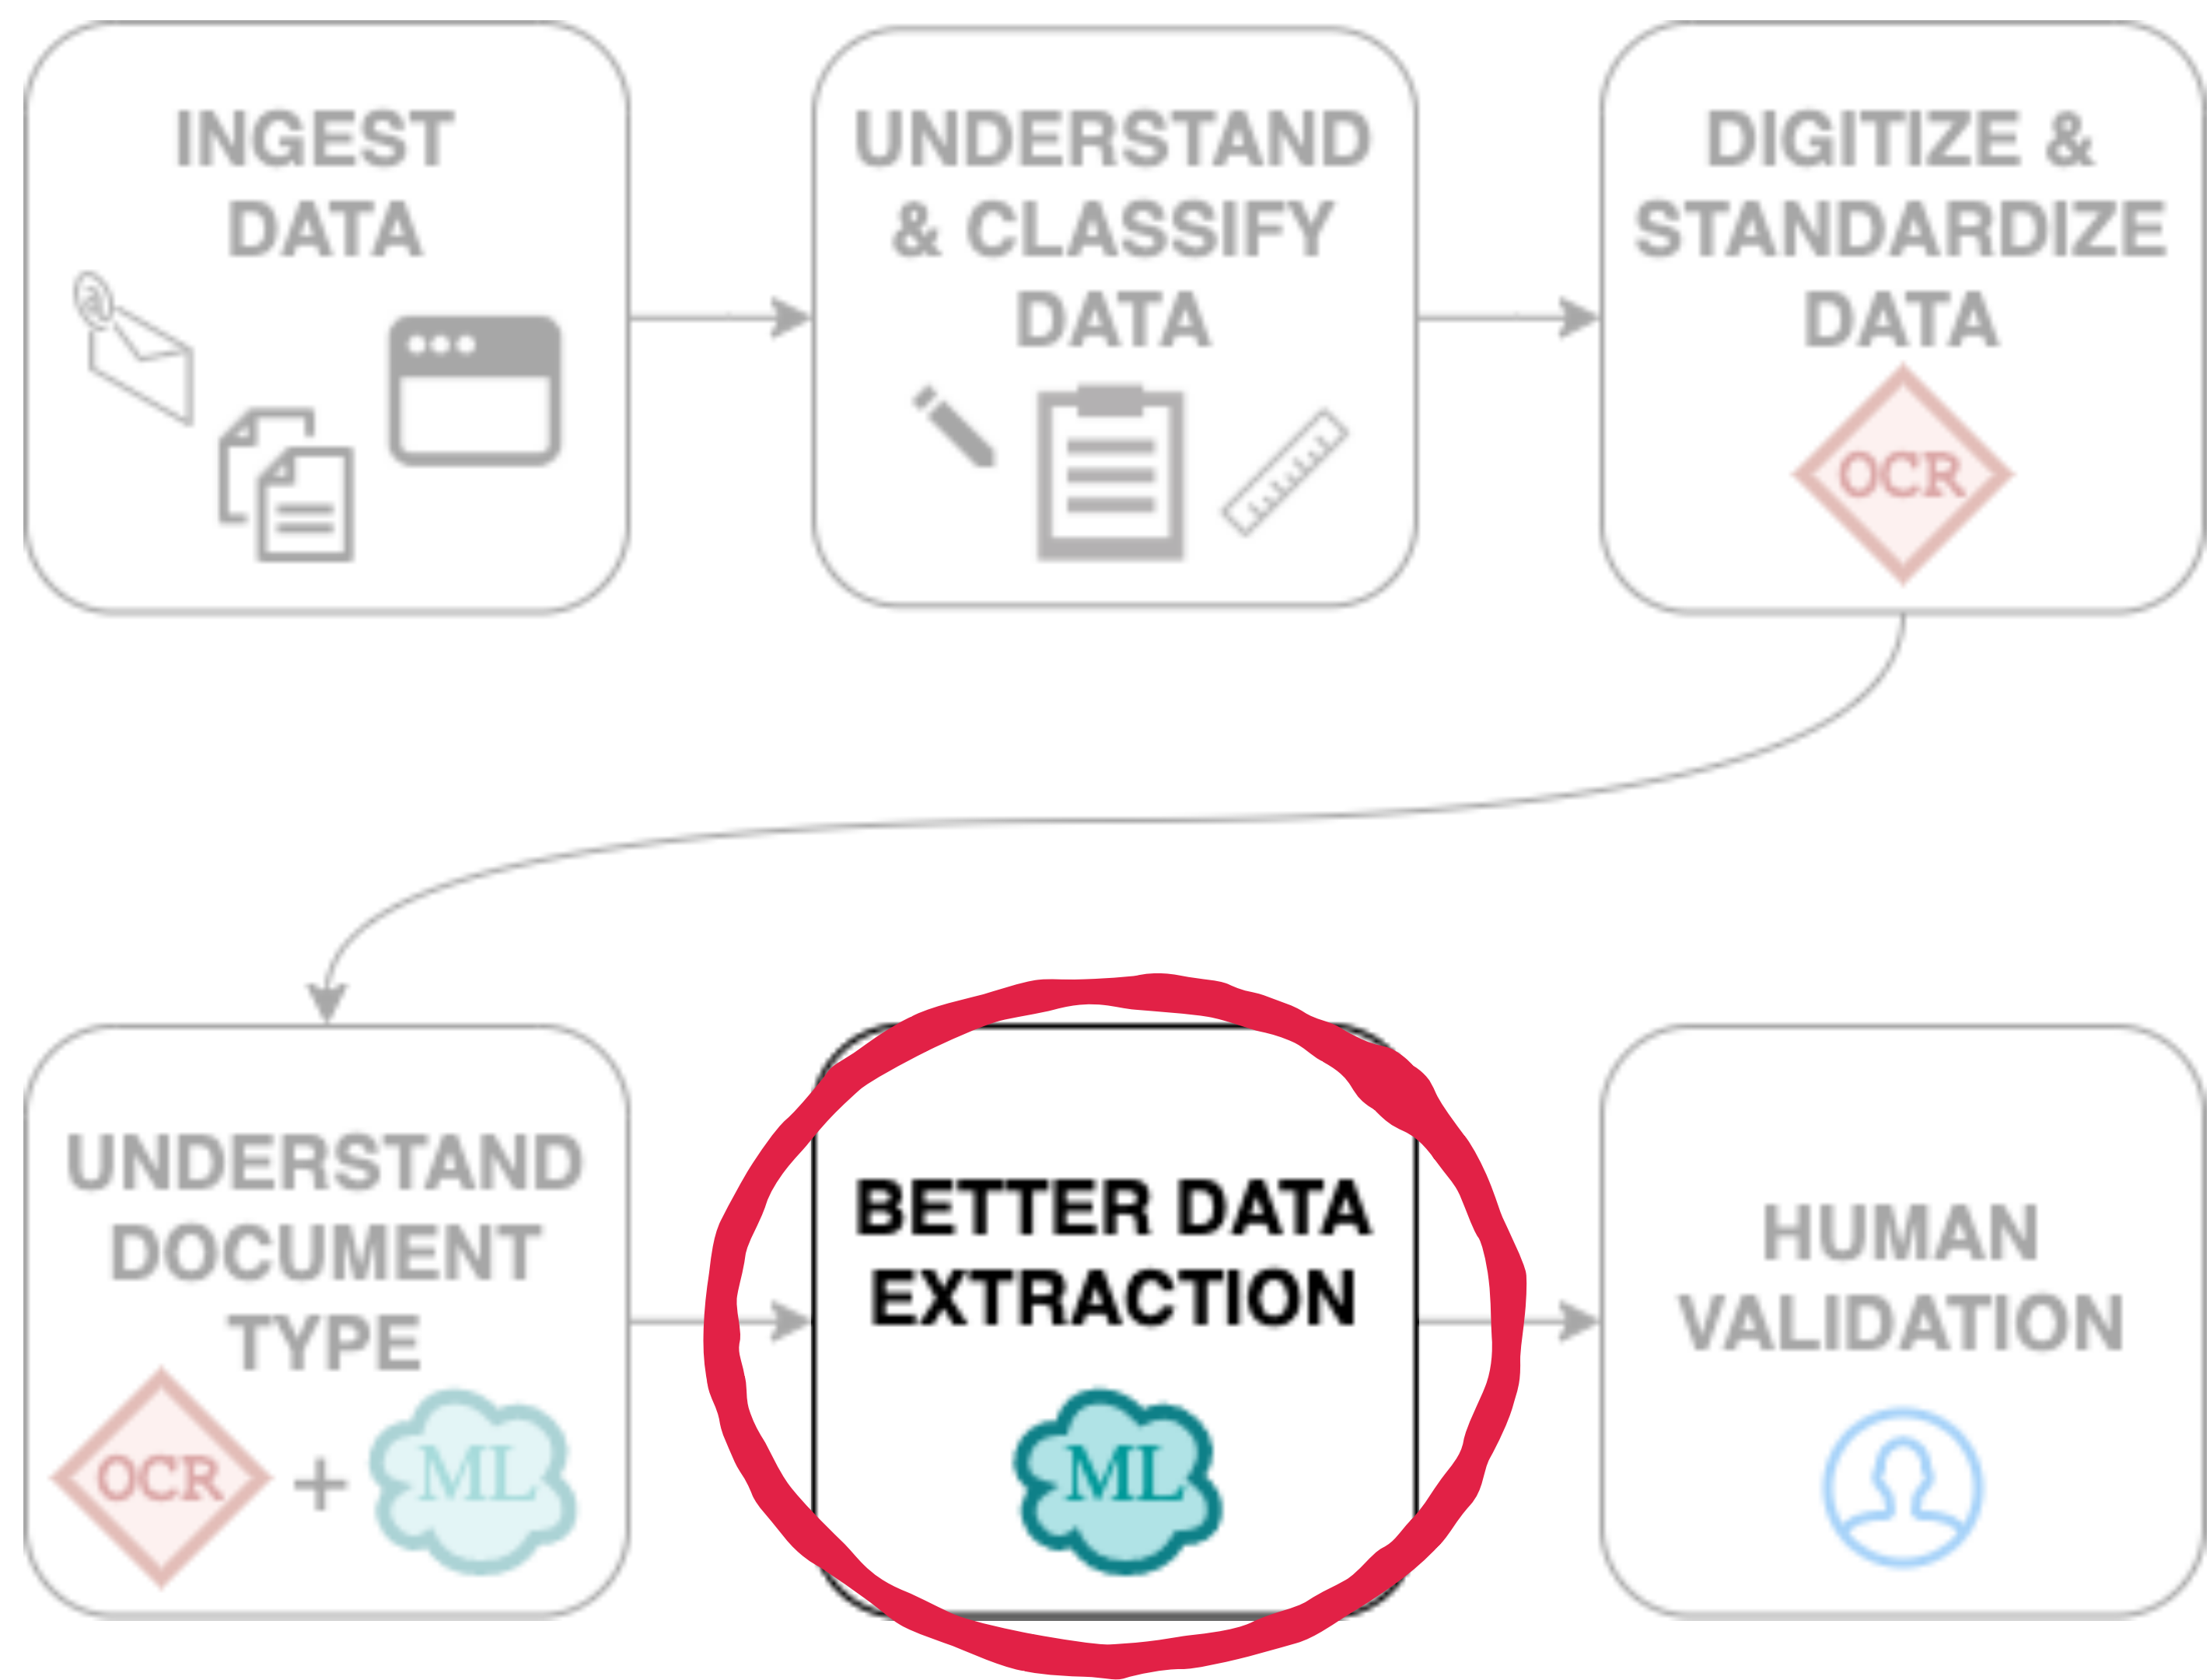 INGEST
DATA
UNDERSTAND
& CLASSIFY
DATA
DIGITIZE &
STANDARDIZE
DATA
OCR
UNDERSTAND
DOCUMENT
TYPE
OCR + ML
BETTER DATA
EXTRACTION
ML
HUMAN
VALIDATION